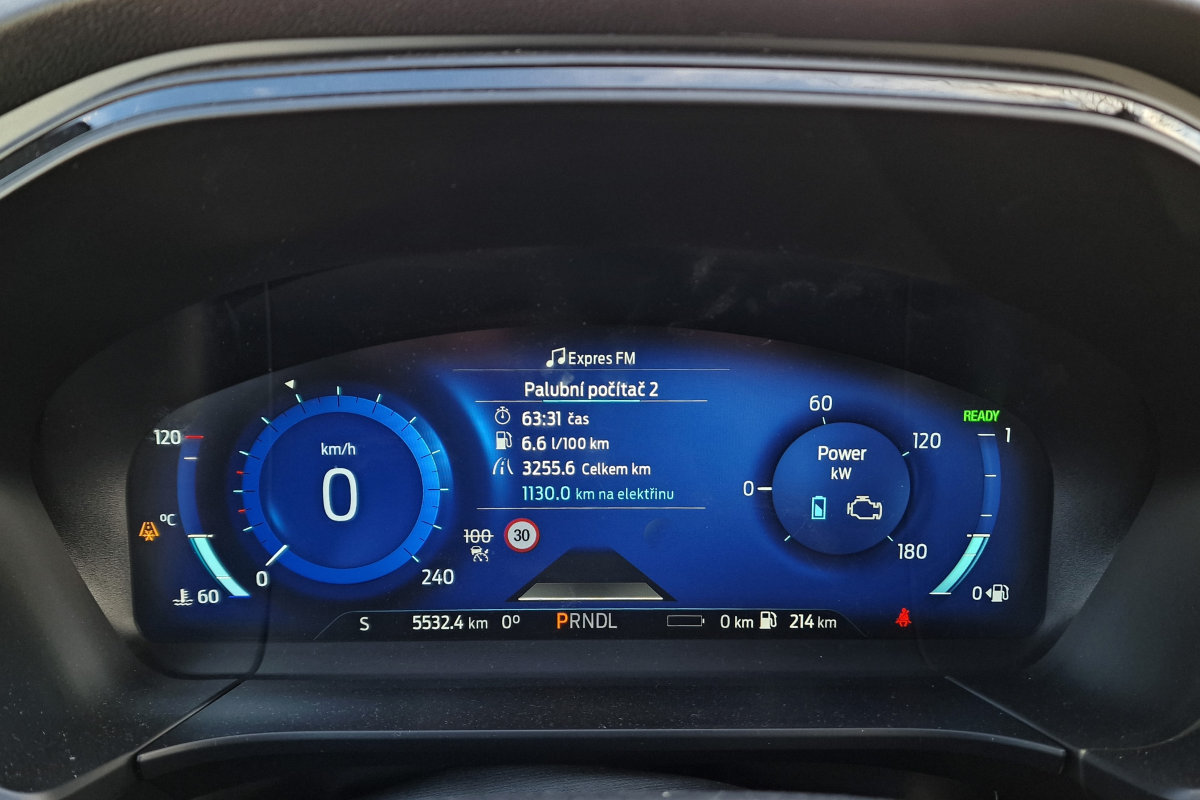 Expres FM
Palubní počítač 2
63:31 čas
6.6 l/100 km
3255.6 Celkem km
1130.0 km na elektřinu
120
°C
60
km/h
0
0
240
100
30
60
120
0
180
Power
kW
READY
1
0
S 5532.4 km 0° PRNDL 0 km 214 km